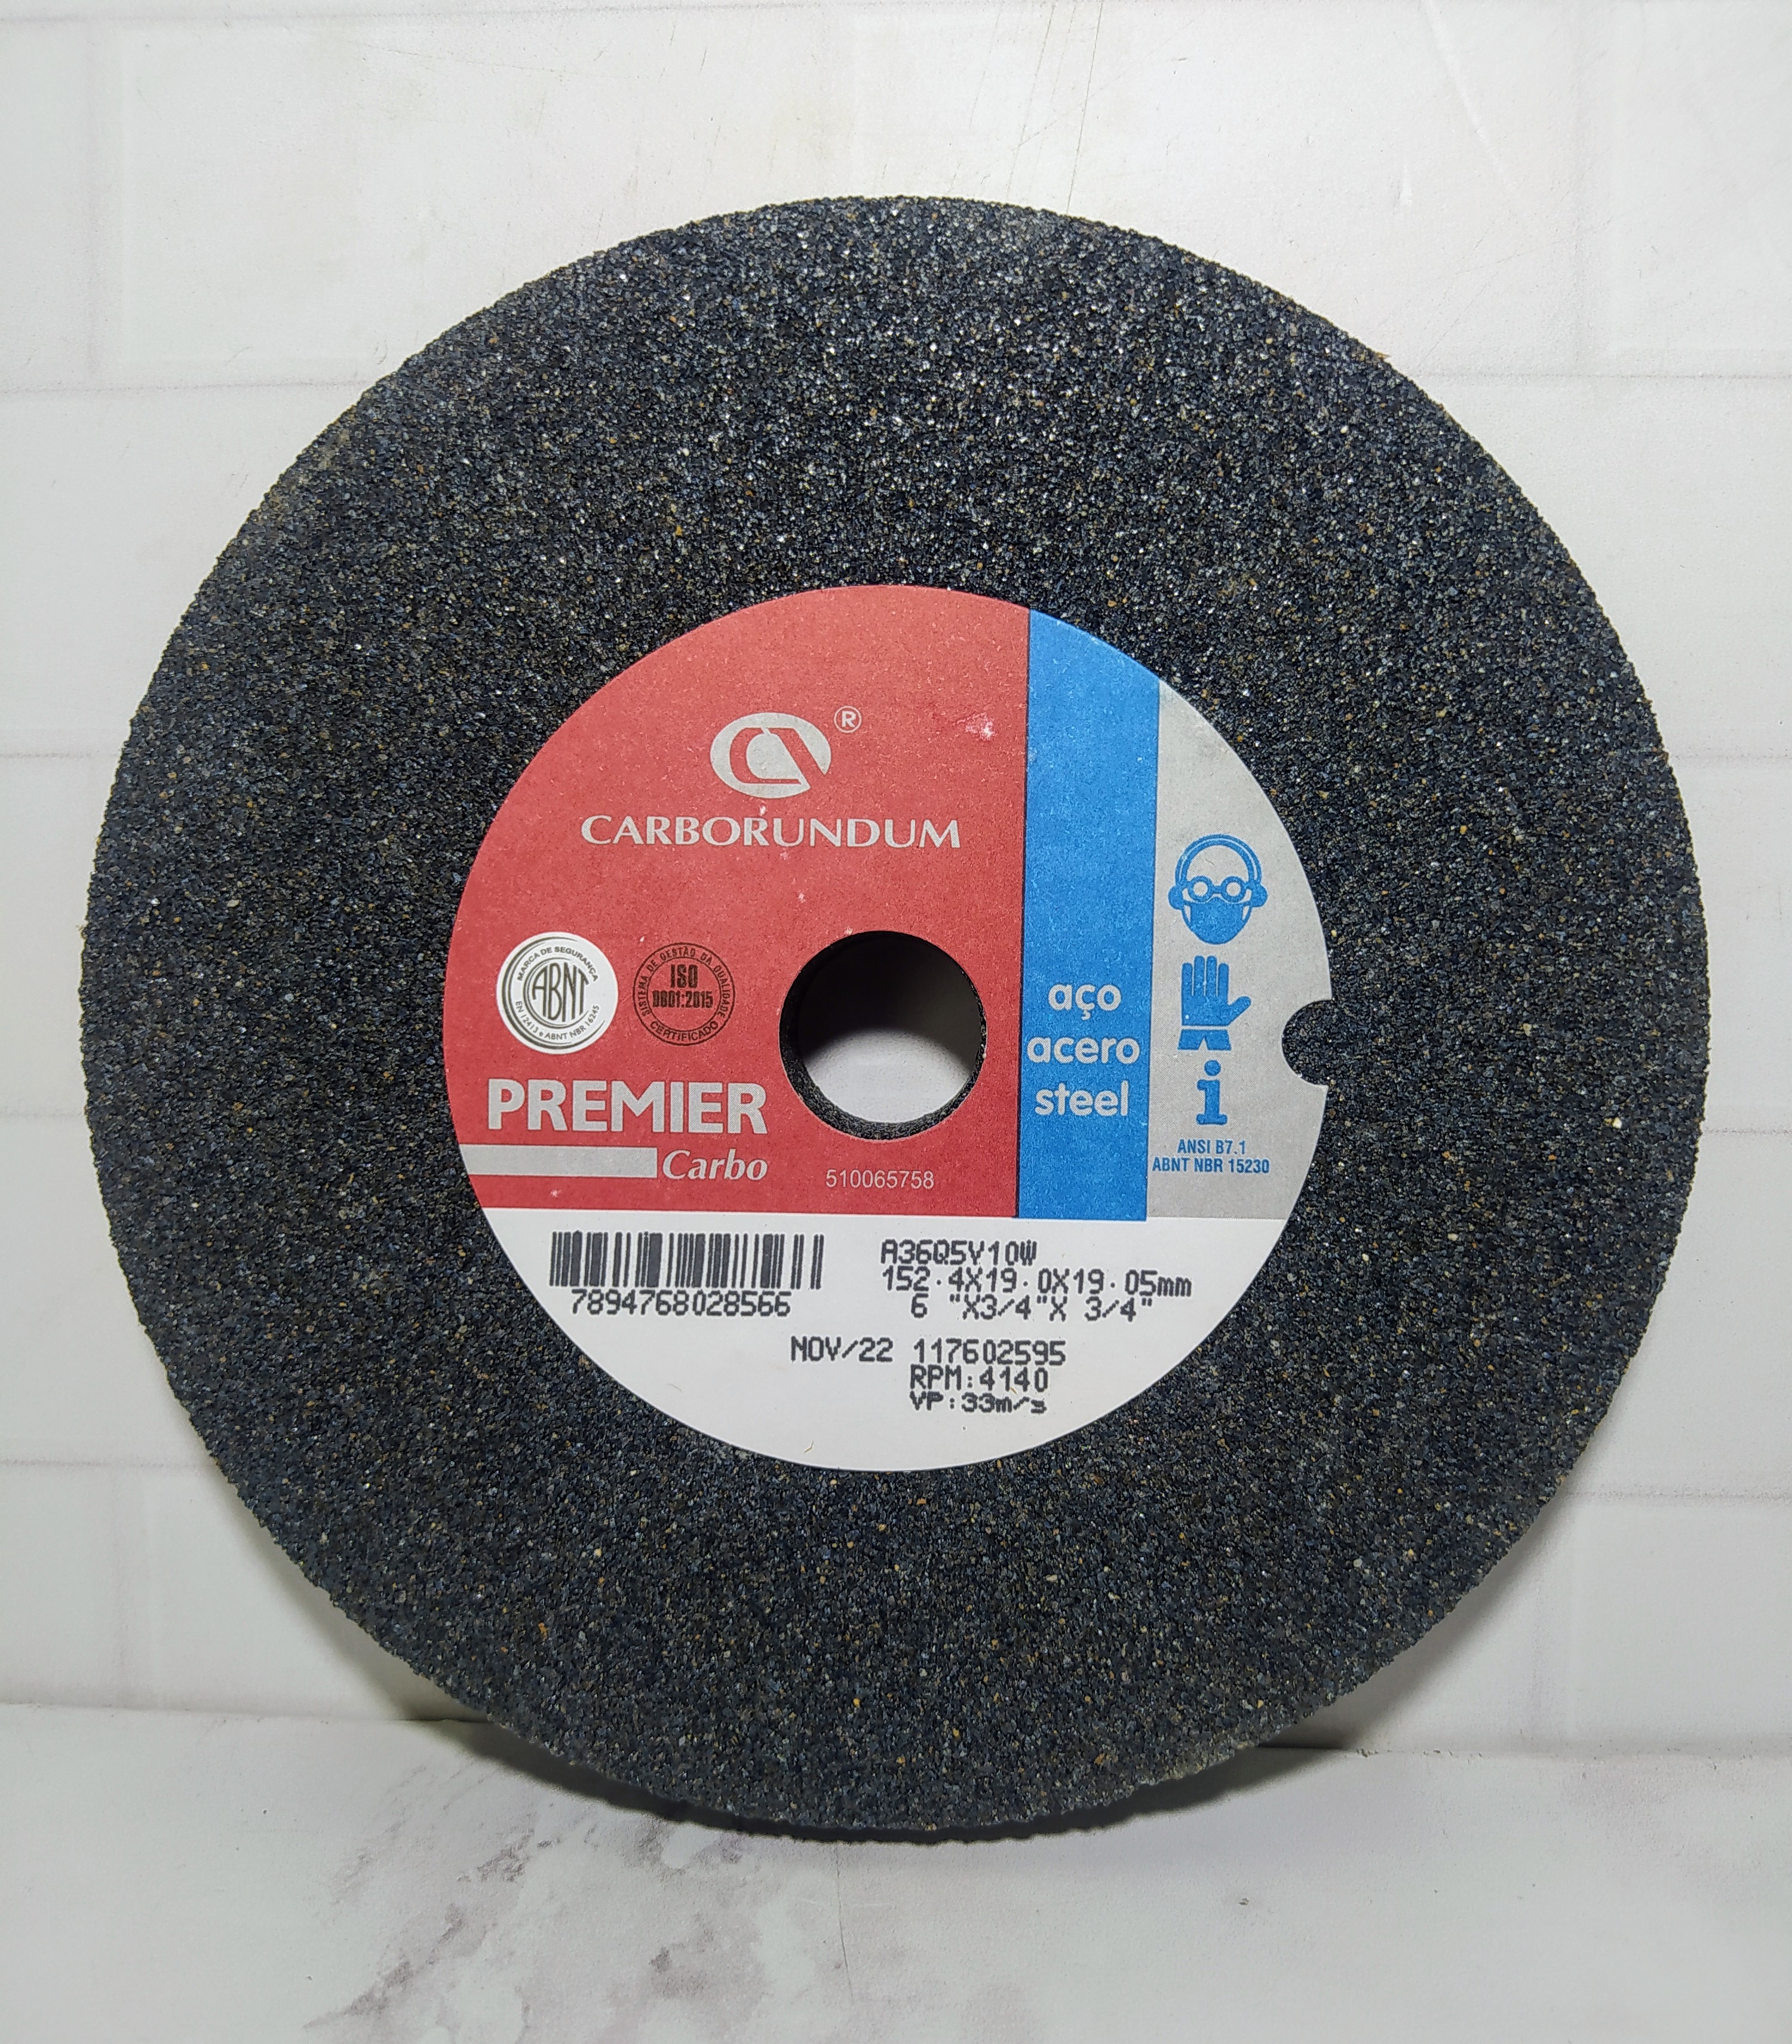 ®
CARBORUNDUM
MARCA DE SEGURANÇA
ABNT
EN 12413 e ABNT NBR 16245
SISTEMA DE GESTÃO DA QUALIDADE
ISO
9001:2015
CERTIFICADO
PREMIER
Carbo
510065758
aço
acero
steel
i
ANSI B7.1
ABNT NBR 15230
7894768028566
A36Q5V10W
152.4X19.0X19.05mm
6 "X3/4"X 3/4"
NOV/22 117602595
RPM:4140
VP:33m/s